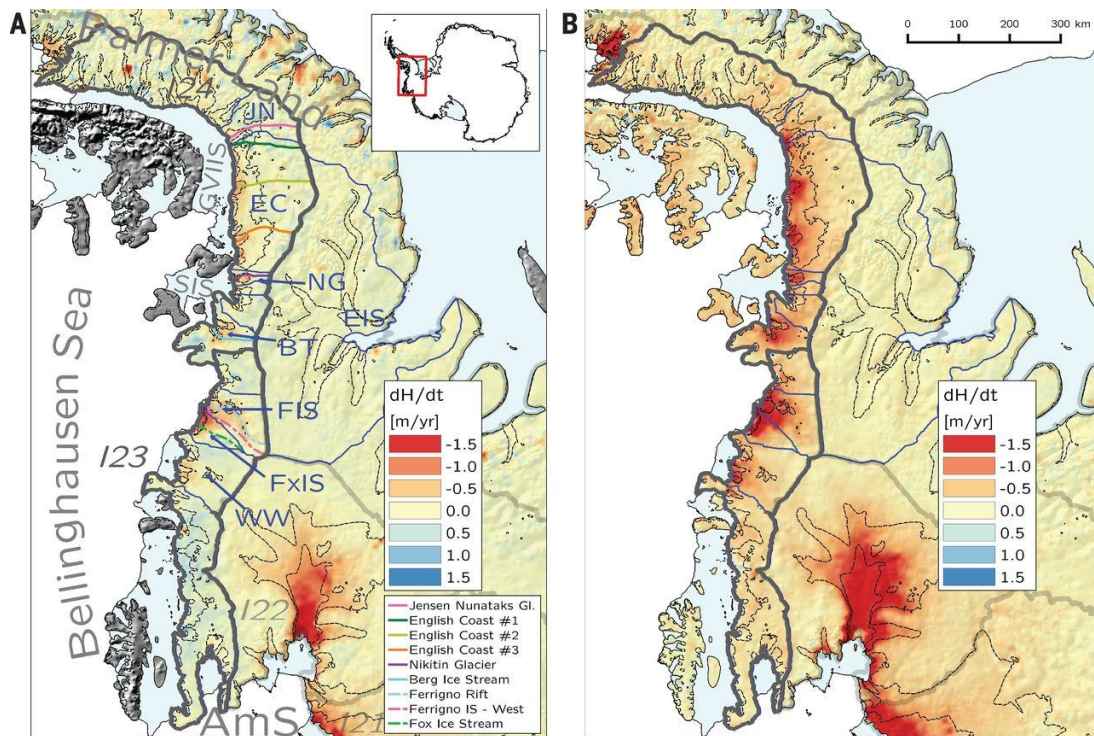 A
Palmer Land
I24
JN
GVIIS
EC
SIS
NG
EIS
BT
Bellinghausen Sea
FIS
I23
FxIS
WW
I22
AmS
I21
dH/dt
[m/yr]
-1.5
-1.0
-0.5
0.0
0.5
1.0
1.5
Jensen Nunataks Gl.
English Coast #1
English Coast #2
English Coast #3
Nikitin Glacier
Berg Ice Stream
Ferrigno Rift
Ferrigno IS - West
Fox Ice Stream
B
0 100 200 300 km
dH/dt
[m/yr]
-1.5
-1.0
-0.5
0.0
0.5
1.0
1.5